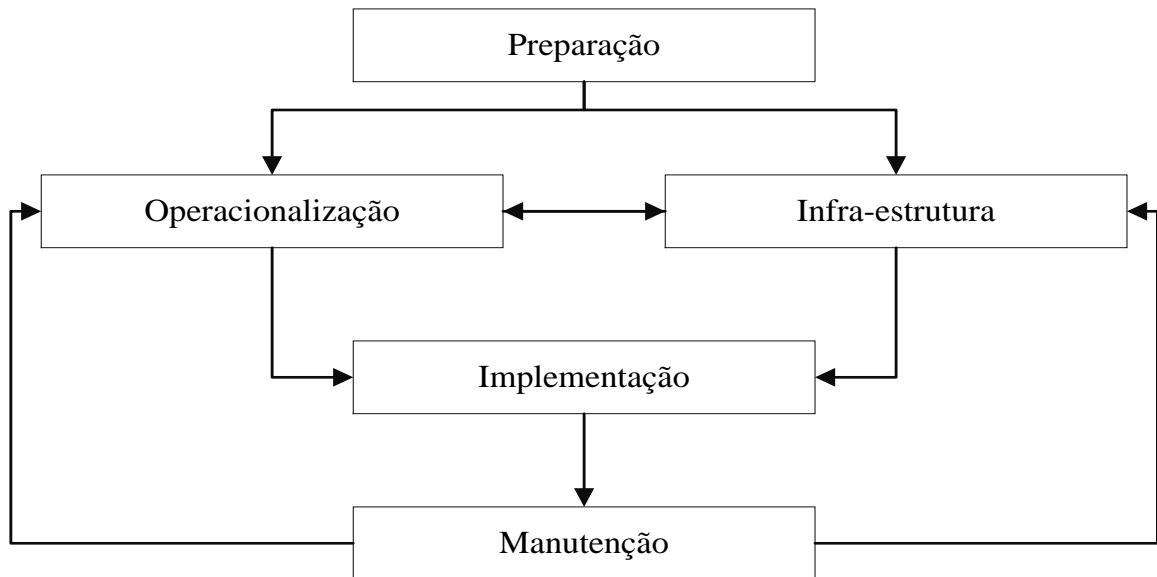 Preparação
Operacionalização
Infra-estrutura
Implementação
Manutenção